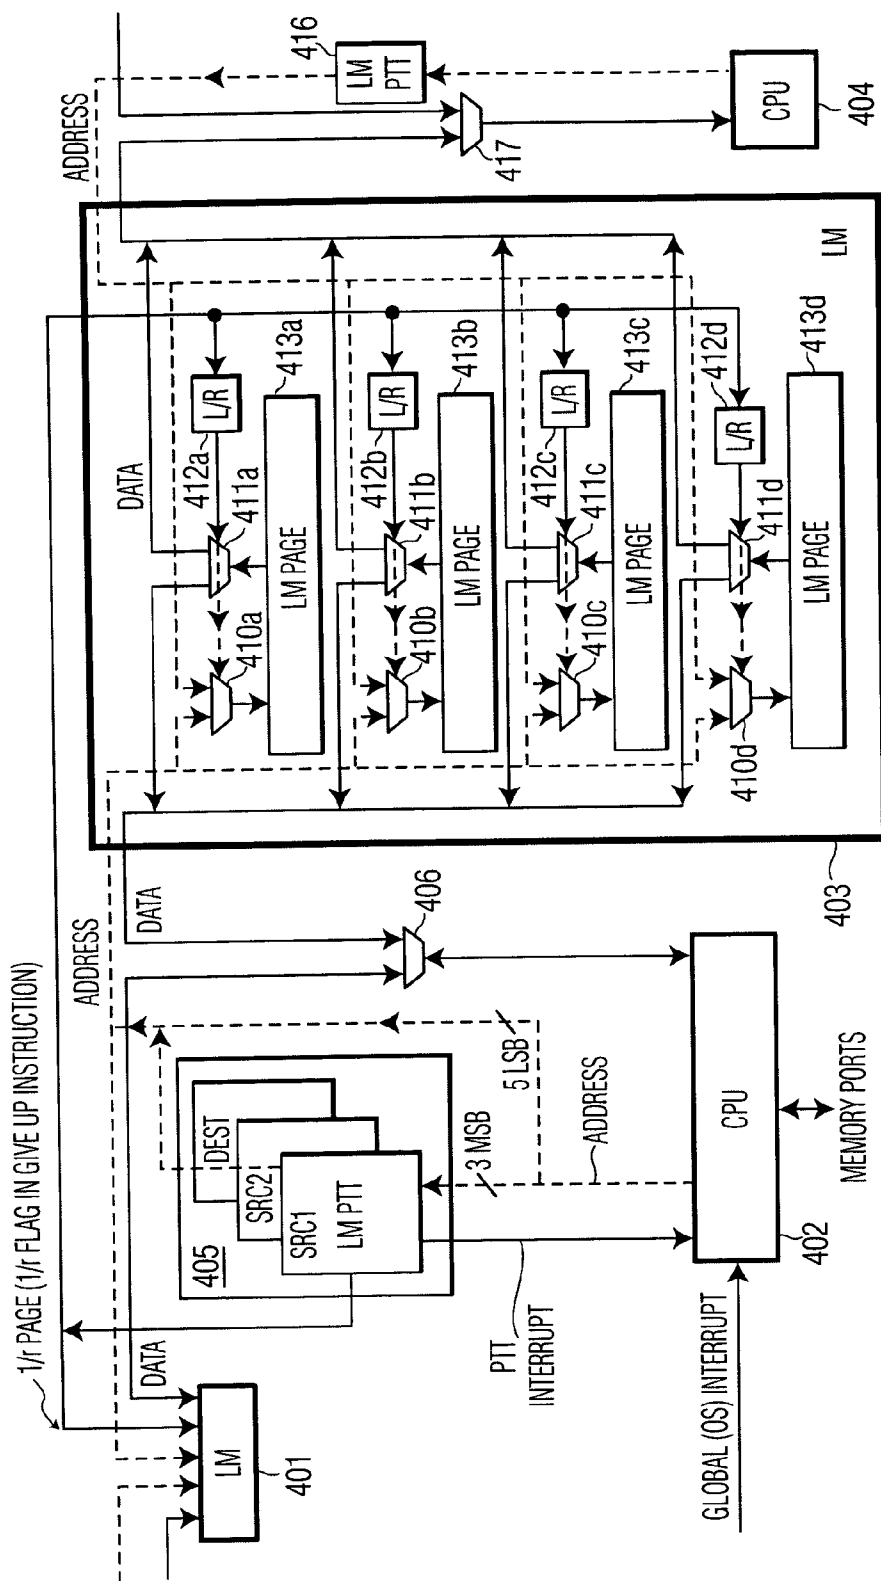 1/r PAGE (1/r FLAG IN GIVE UP INSTRUCTION)
ADDRESS
ADDRESS
DATA
LM
401
405
DEST
SRC2
SRC1
LM PTT
DATA
406
5 LSB
3 MSB
ADDRESS
PTT
INTERRUPT
CPU
402
MEMORY PORTS
GLOBAL (OS) INTERRUPT
403
LM
DATA
410a
411a
412a
L/R
413a
LM PAGE
410b
411b
412b
L/R
413b
LM PAGE
410c
411c
412c
L/R
413c
LM PAGE
410d
411d
412d
L/R
413d
LM PAGE
LM
PTT
416
417
CPU
404